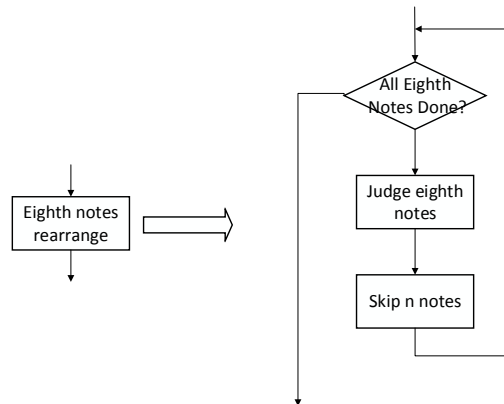 Eighth notes
rearrange
All Eighth
Notes Done?
Judge eighth
notes
Skip n notes